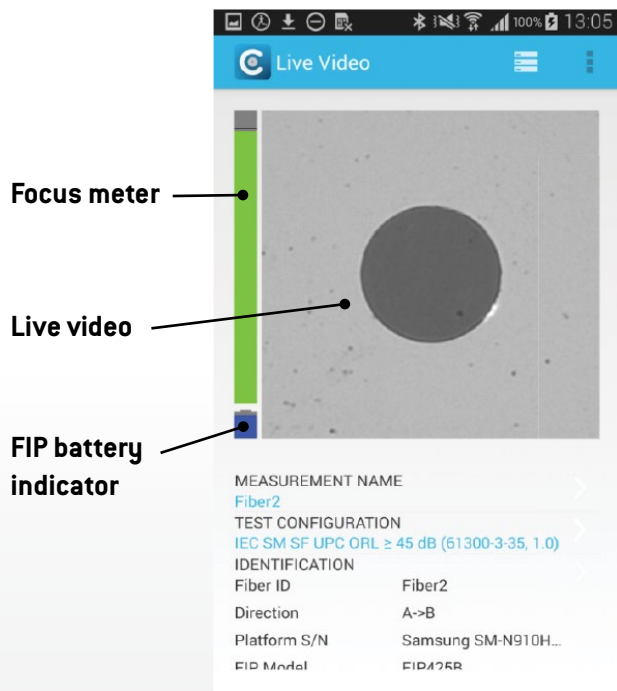 100% 13:05
Live Video
Focus meter
Live video
FIP battery
indicator
MEASUREMENT NAME
Fiber2
TEST CONFIGURATION
IEC SM SF UPC ORL ≥ 45 dB (61300-3-35, 1.0)
IDENTIFICATION
Fiber ID Fiber2
Direction A->B
Platform S/N Samsung SM-N910H...
FIP Model FIP425B